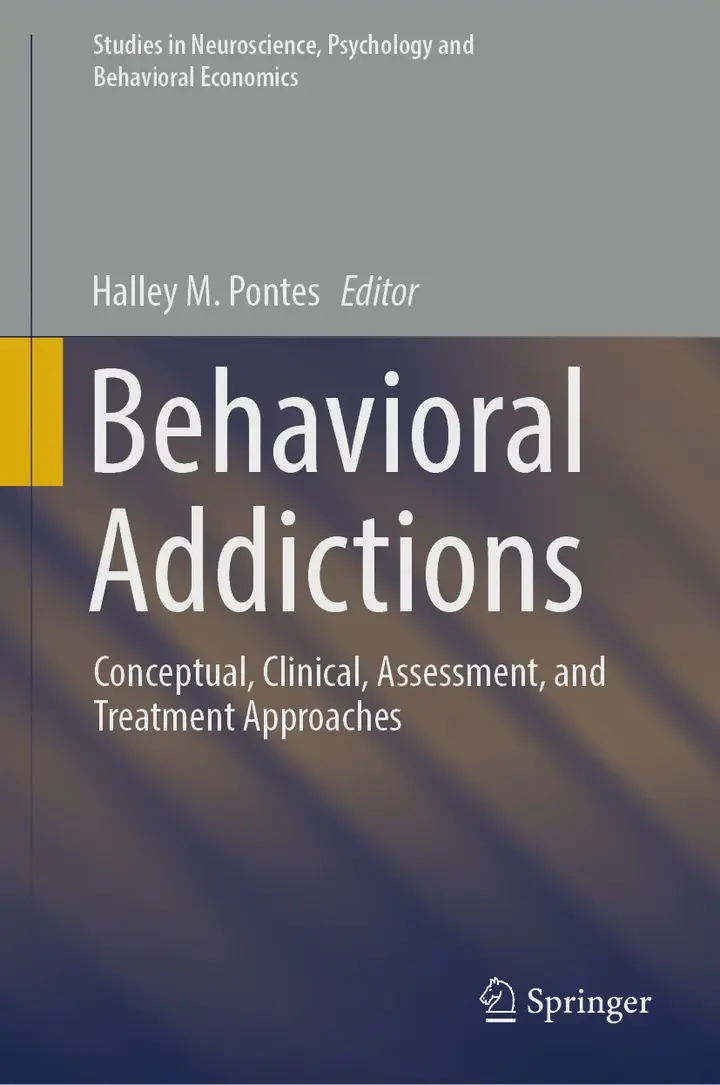 Studies in Neuroscience, Psychology and
Behavioral Economics
Halley M. Pontes Editor
Behavioral
Addictions
Conceptual, Clinical, Assessment, and
Treatment Approaches
Springer